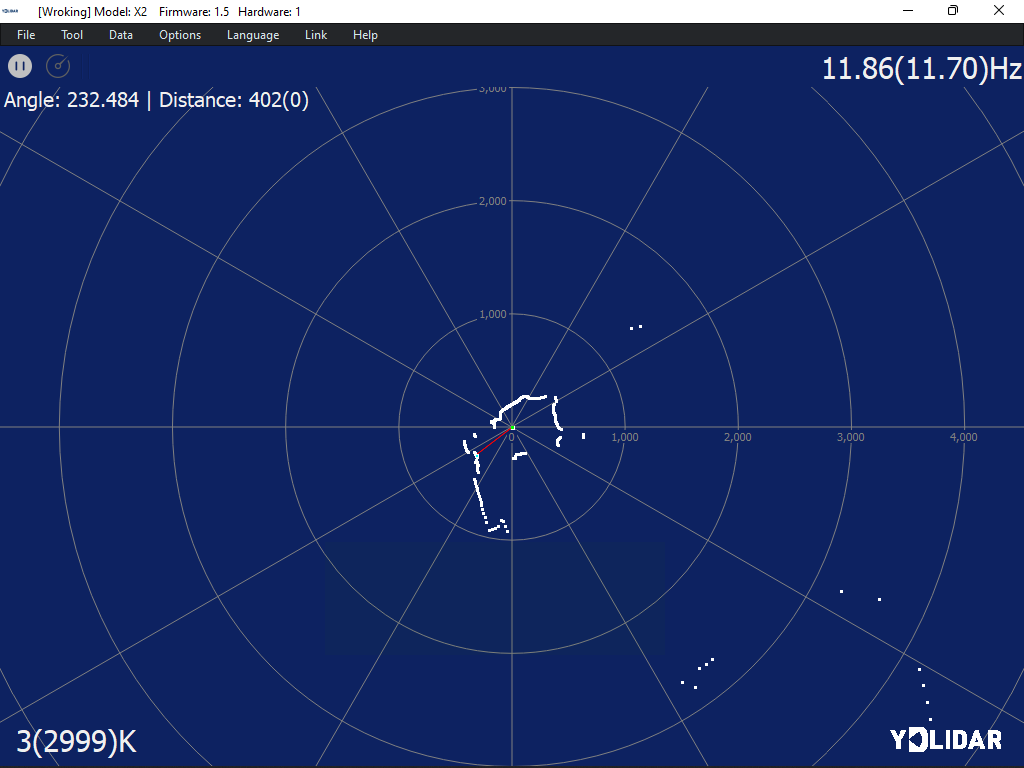 YDLIDAR [Wroking] Model: X2 Firmware: 1.5 Hardware: 1
File Tool Data Options Language Link Help
11.86(11.70)Hz
Angle: 232.484 | Distance: 402(0)
3,000
2,000
1,000
0 1,000 2,000 3,000 4,000
3(2999)K
YDLIDAR